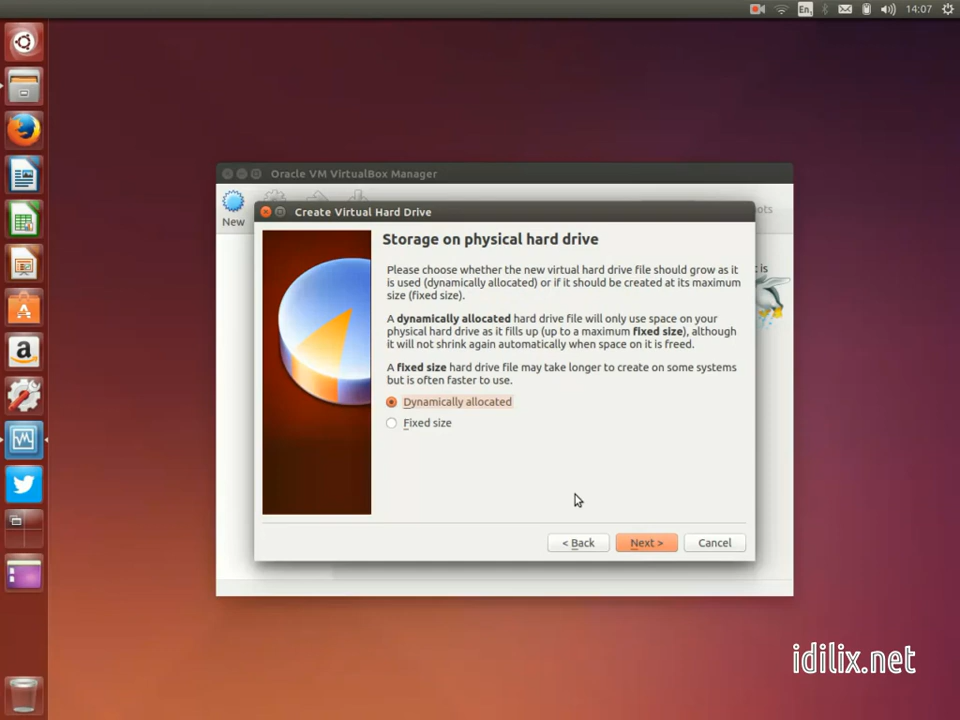 En
14:07
Oracle VM VirtualBox Manager
New
ots
Create Virtual Hard Drive
t is
Storage on physical hard drive
Please choose whether the new virtual hard drive file should grow as it
is used (dynamically allocated) or if it should be created at its maximum
size (fixed size).
A dynamically allocated hard drive file will only use space on your
physical hard drive as it fills up (up to a maximum fixed size), although
it will not shrink again automatically when space on it is freed.
A fixed size hard drive file may take longer to create on some systems
but is often faster to use.
Dynamically allocated
Fixed size
< Back
Next >
Cancel
idilix.net